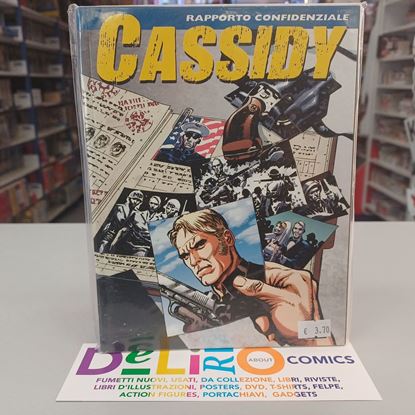 RAPPORTO CONFIDENZIALE
CASSIDY
€ 3,70
DeLiRiO ABOUT COMICS
FUMETTI NUOVI, USATI, DA COLLEZIONE, LIBRI, RIVISTE,
LIBRI D'ILLUSTRAZIONI, POSTERS, DVD, T-SHIRTS, FELPE,
ACTION FIGURES, PORTACHIAVI, GADGETS